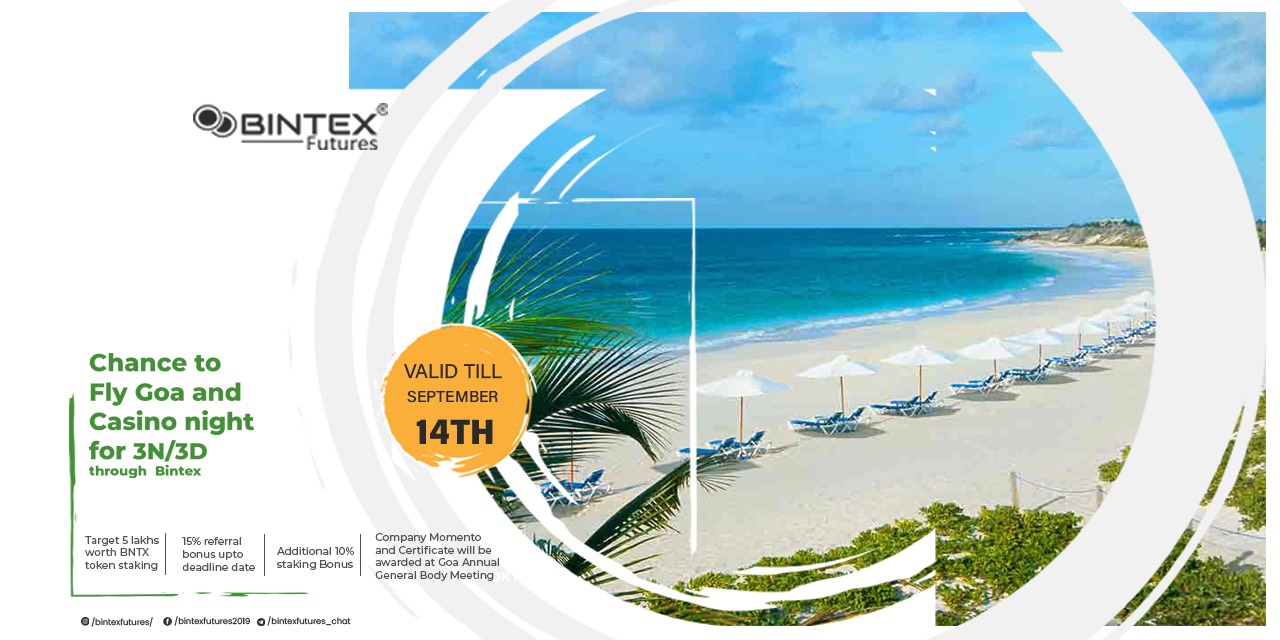 BINTEX
Futures
Chance to
Fly Goa and
Casino night
for 3N/3D
through Bintex
VALID TILL
SEPTEMBER
14TH
Target 5 lakhs
worth BNTX
token staking
15% referral
bonus upto
deadline date
Additional 10%
staking Bonus
Company Momento
and Certificate will be
awarded at Goa Annual
General Body Meeting
/bintexfutures/
/bintexfutures2019
/bintexfutures_chat